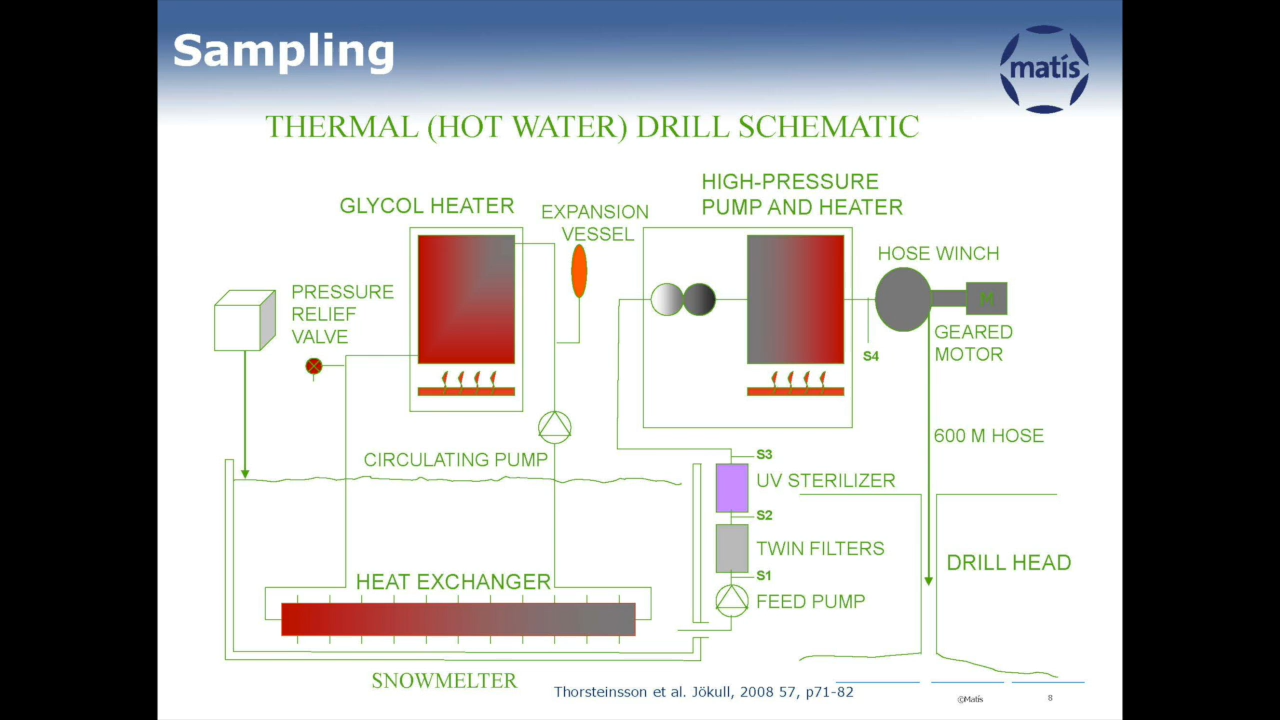 Sampling
matís
THERMAL (HOT WATER) DRILL SCHEMATIC
GLYCOL HEATER
EXPANSION
VESSEL
HIGH-PRESSURE
PUMP AND HEATER
HOSE WINCH
PRESSURE
RELIEF
VALVE
M
GEARED
MOTOR
S4
600 M HOSE
CIRCULATING PUMP
S3
UV STERILIZER
S2
TWIN FILTERS
DRILL HEAD
S1
FEED PUMP
HEAT EXCHANGER
SNOWMELTER
Thorsteinsson et al. Jökull, 2008 57, p71-82
©Matís
8